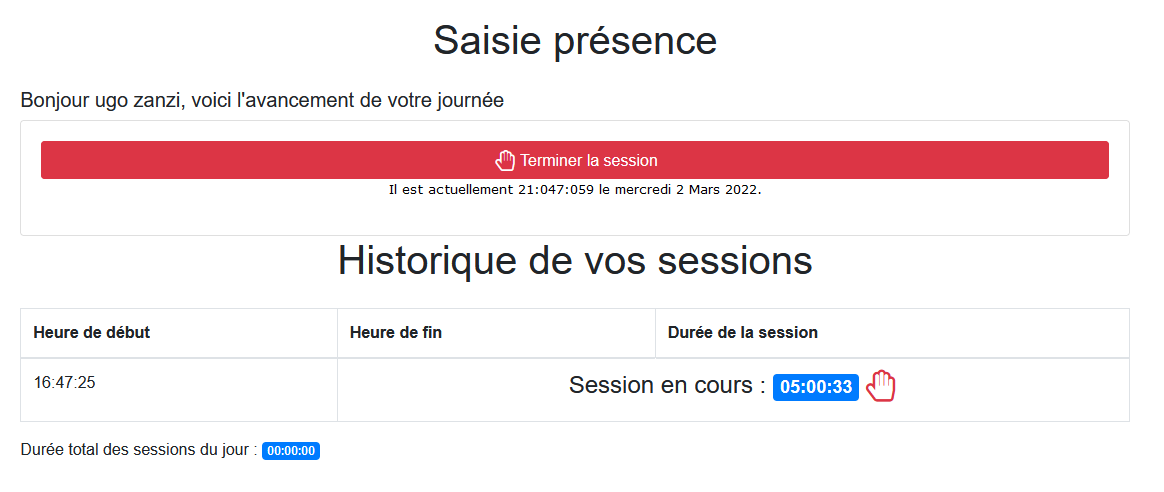 Saisie présence
Bonjour ugo zanzi, voici l'avancement de votre journée
Terminer la session
Il est actuellement 21:047:059 le mercredi 2 Mars 2022.
Historique de vos sessions
Heure de début Heure de fin Durée de la session
16:47:25 Session en cours : 05:00:33
Durée total des sessions du jour : 00:00:00